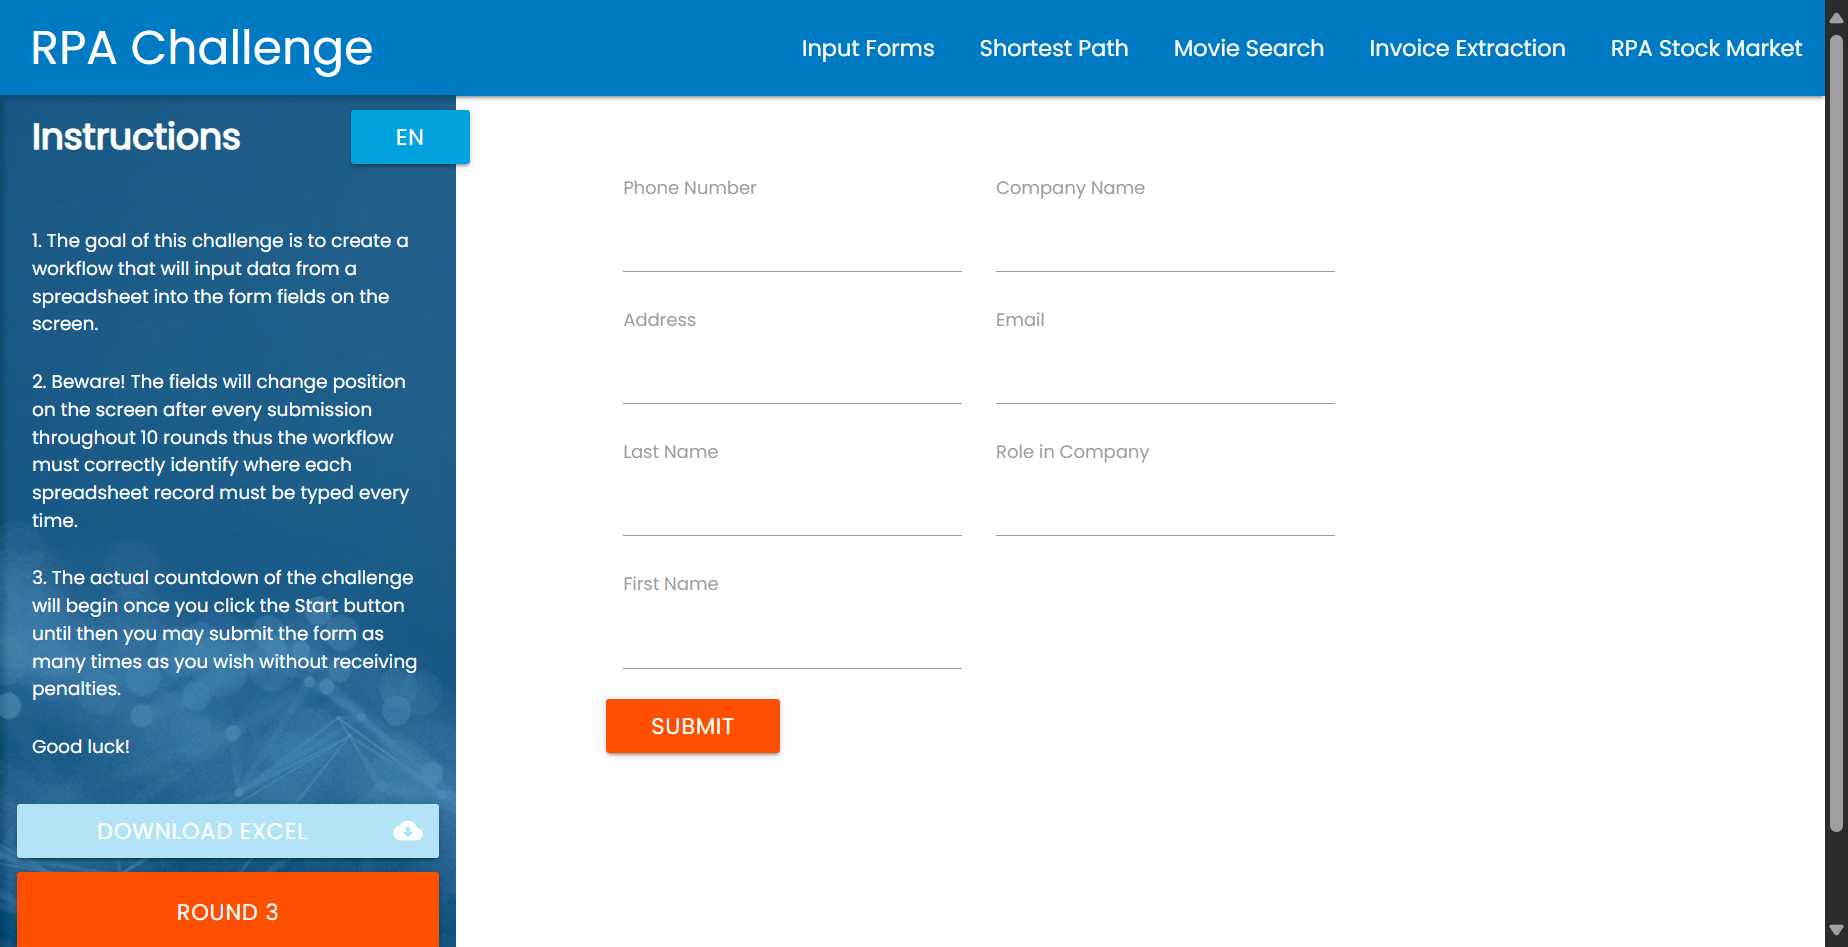 RPA Challenge
Input Forms
Shortest Path
Movie Search
Invoice Extraction
RPA Stock Market
Instructions
EN
1. The goal of this challenge is to create a
workflow that will input data from a
spreadsheet into the form fields on the
screen.
2. Beware! The fields will change position
on the screen after every submission
throughout 10 rounds thus the workflow
must correctly identify where each
spreadsheet record must be typed every
time.
3. The actual countdown of the challenge
will begin once you click the Start button
until then you may submit the form as
many times as you wish without receiving
penalties.
Good luck!
DOWNLOAD EXCEL
ROUND 3
Phone Number
Company Name
Address
Email
Last Name
Role in Company
First Name
SUBMIT